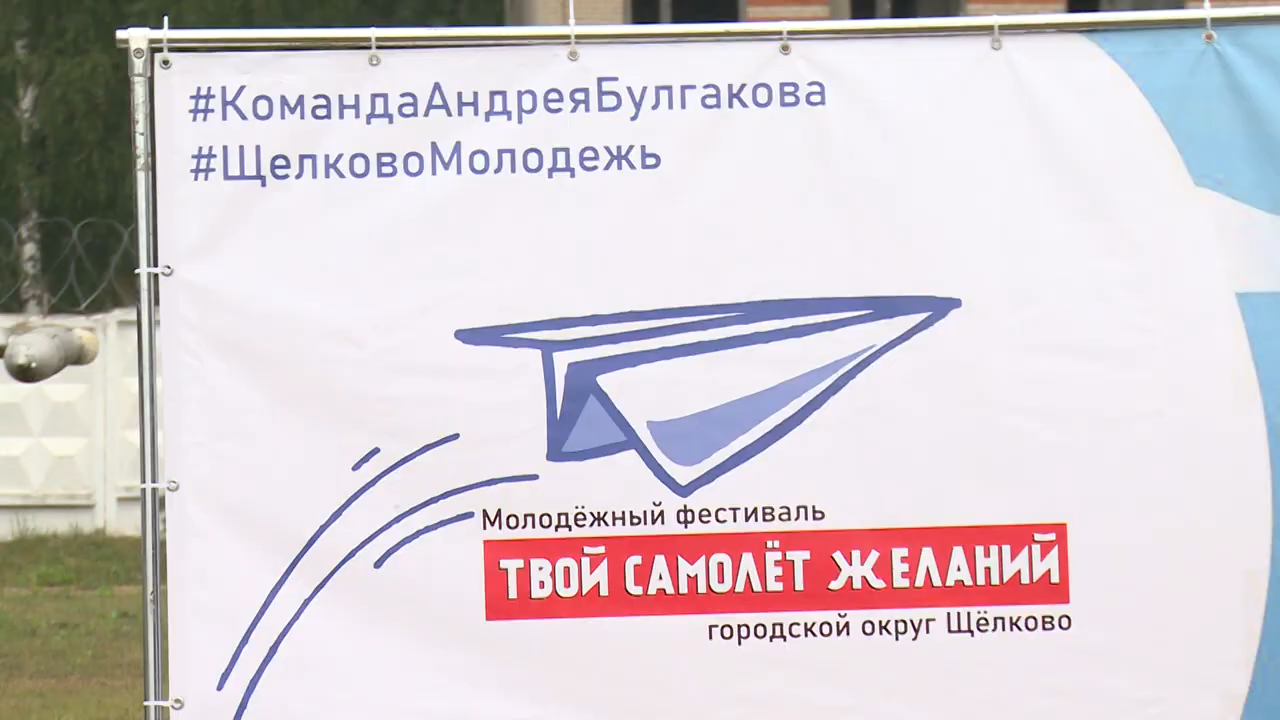 #КомандаАндреяБулгакова
#ЩелковоМолодежь
Молодёжный фестиваль
ТВОЙ САМОЛЁТ ЖЕЛАНИЙ
городской округ Щёлково